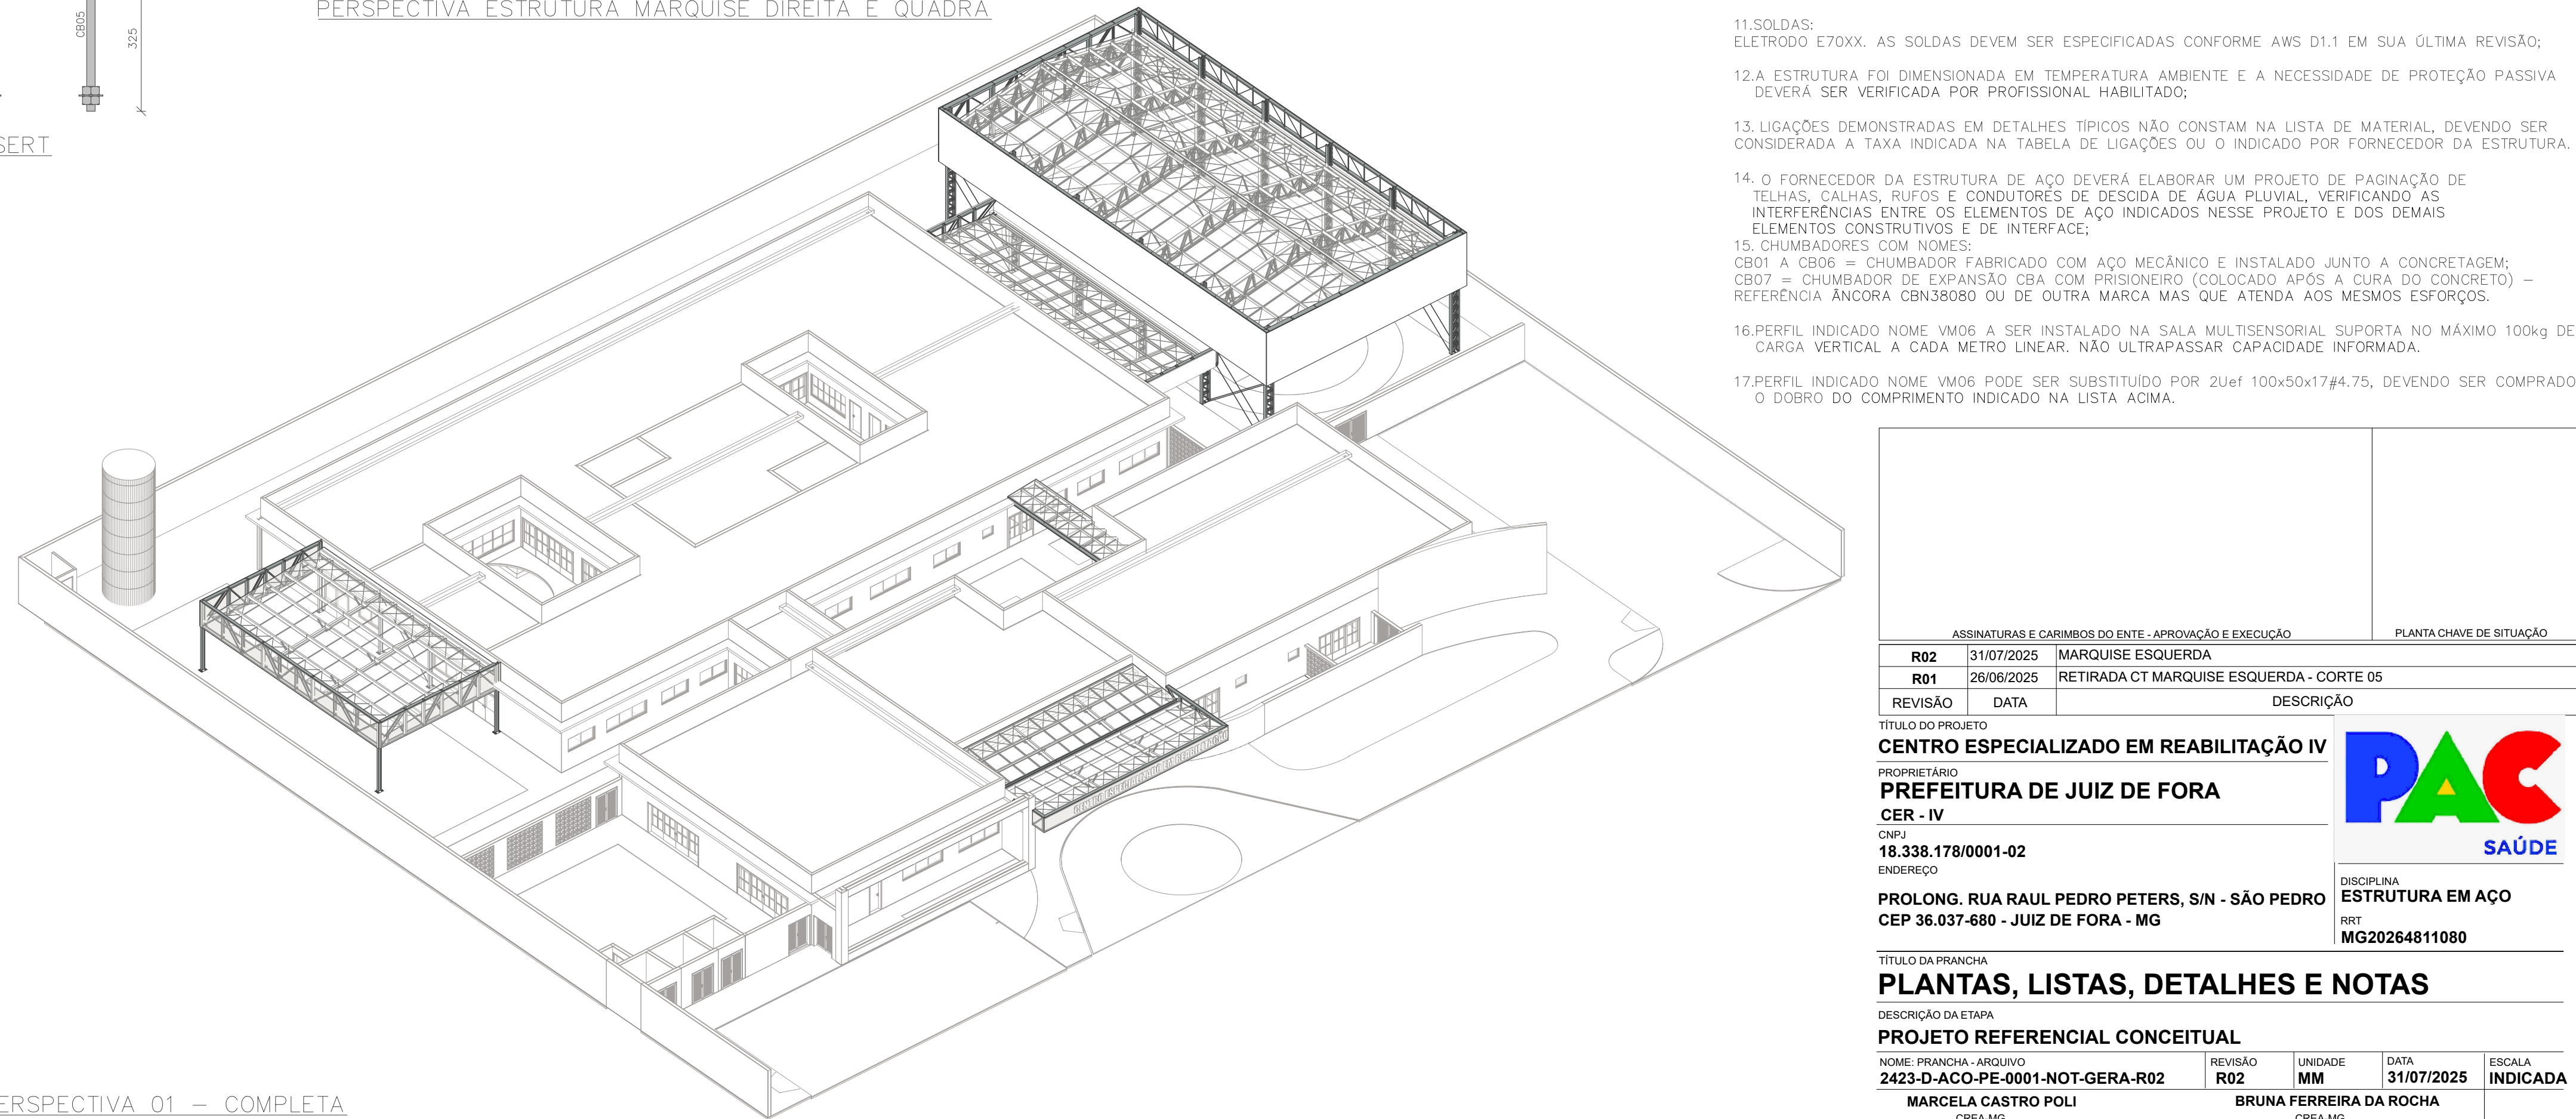 PERSPECTIVA ESTRUTURA MARQUISE DIREITA E QUADRA
CB05
325
11.SOLDAS:
ELETRODO E70XX. AS SOLDAS DEVEM SER ESPECIFICADAS CONFORME AWS D1.1 EM SUA ÚLTIMA REVISÃO;
12.A ESTRUTURA FOI DIMENSIONADA EM TEMPERATURA AMBIENTE E A NECESSIDADE DE PROTEÇÃO PASSIVA
DEVERÁ SER VERIFICADA POR PROFISSIONAL HABILITADO;
13. LIGAÇÕES DEMONSTRADAS EM DETALHES TÍPICOS NÃO CONSTAM NA LISTA DE MATERIAL, DEVENDO SER
CONSIDERADA A TAXA INDICADA NA TABELA DE LIGAÇÕES OU O INDICADO POR FORNECEDOR DA ESTRUTURA.
14. O FORNECEDOR DA ESTRUTURA DE AÇO DEVERÁ ELABORAR UM PROJETO DE PAGINAÇÃO DE
TELHAS, CALHAS, RUFOS E CONDUTORES DE DESCIDA DE ÁGUA PLUVIAL, VERIFICANDO AS
INTERFERÊNCIAS ENTRE OS ELEMENTOS DE AÇO INDICADOS NESSE PROJETO E DOS DEMAIS
ELEMENTOS CONSTRUTIVOS E DE INTERFACE;
15. CHUMBADORES COM NOMES:
CB01 A CB06 = CHUMBADOR FABRICADO COM AÇO MECÂNICO E INSTALADO JUNTO A CONCRETAGEM;
CB07 = CHUMBADOR DE EXPANSÃO CBA COM PRISIONEIRO (COLOCADO APÓS A CURA DO CONCRETO) –
REFERÊNCIA ÂNCORA CBN38080 OU DE OUTRA MARCA MAS QUE ATENDA AOS MESMOS ESFORÇOS.
16.PERFIL INDICADO NOME VM06 A SER INSTALADO NA SALA MULTISENSORIAL SUPORTA NO MÁXIMO 100kg DE
CARGA VERTICAL A CADA METRO LINEAR. NÃO ULTRAPASSAR CAPACIDADE INFORMADA.
17.PERFIL INDICADO NOME VM06 PODE SER SUBSTITUÍDO POR 2Uef 100x50x17#4.75, DEVENDO SER COMPRADO
O DOBRO DO COMPRIMENTO INDICADO NA LISTA ACIMA.
SERT
CENTRO ESPECIALIZADO EM REABILITAÇÃO
ERSPECTIVA 01 – COMPLETA
ASSINATURAS E CARIMBOS DO ENTE - APROVAÇÃO E EXECUÇÃO
PLANTA CHAVE DE SITUAÇÃO
R02 31/07/2025 MARQUISE ESQUERDA
R01 26/06/2025 RETIRADA CT MARQUISE ESQUERDA - CORTE 05
REVISÃO DATA DESCRIÇÃO
TÍTULO DO PROJETO
CENTRO ESPECIALIZADO EM REABILITAÇÃO IV
PROPRIETÁRIO
PREFEITURA DE JUIZ DE FORA
CER - IV
PAC
SAÚDE
CNPJ
18.338.178/0001-02
ENDEREÇO
PROLONG. RUA RAUL PEDRO PETERS, S/N - SÃO PEDRO
CEP 36.037-680 - JUIZ DE FORA - MG
DISCIPLINA
ESTRUTURA EM AÇO
RRT
MG20264811080
TÍTULO DA PRANCHA
PLANTAS, LISTAS, DETALHES E NOTAS
DESCRIÇÃO DA ETAPA
PROJETO REFERENCIAL CONCEITUAL
NOME: PRANCHA - ARQUIVO REVISÃO UNIDADE DATA ESCALA
2423-D-ACO-PE-0001-NOT-GERA-R02 R02 MM 31/07/2025 INDICADA
MARCELA CASTRO POLI BRUNA FERREIRA DA ROCHA
CREA-MG CREA-MG